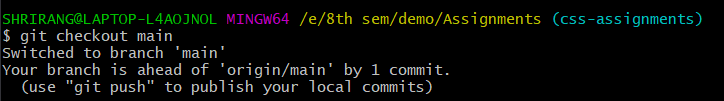 SHRIRANG@LAPTOP-L4AOJNOL MINGW64 /e/8th sem/demo/Assignments (css-assignments)
$ git checkout main
Switched to branch 'main'
Your branch is ahead of 'origin/main' by 1 commit.
  (use "git push" to publish your local commits)